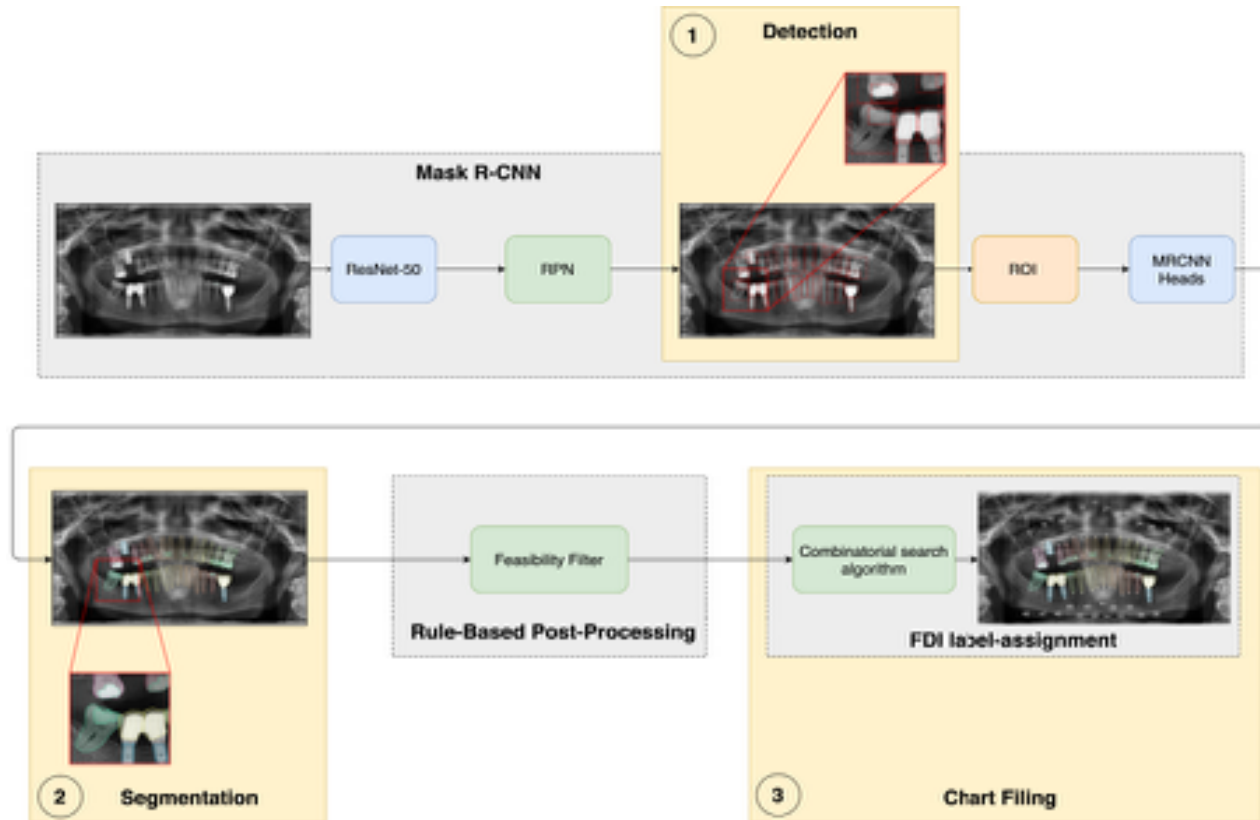 1
Detection
Mask R-CNN
ResNet-50
RPN
ROI
MRCNN
Heads
Feasibility Filter
Combinatorial search
algorithm
Rule-Based Post-Processing
FDI label-assignment
2
Segmentation
3
Chart Filing